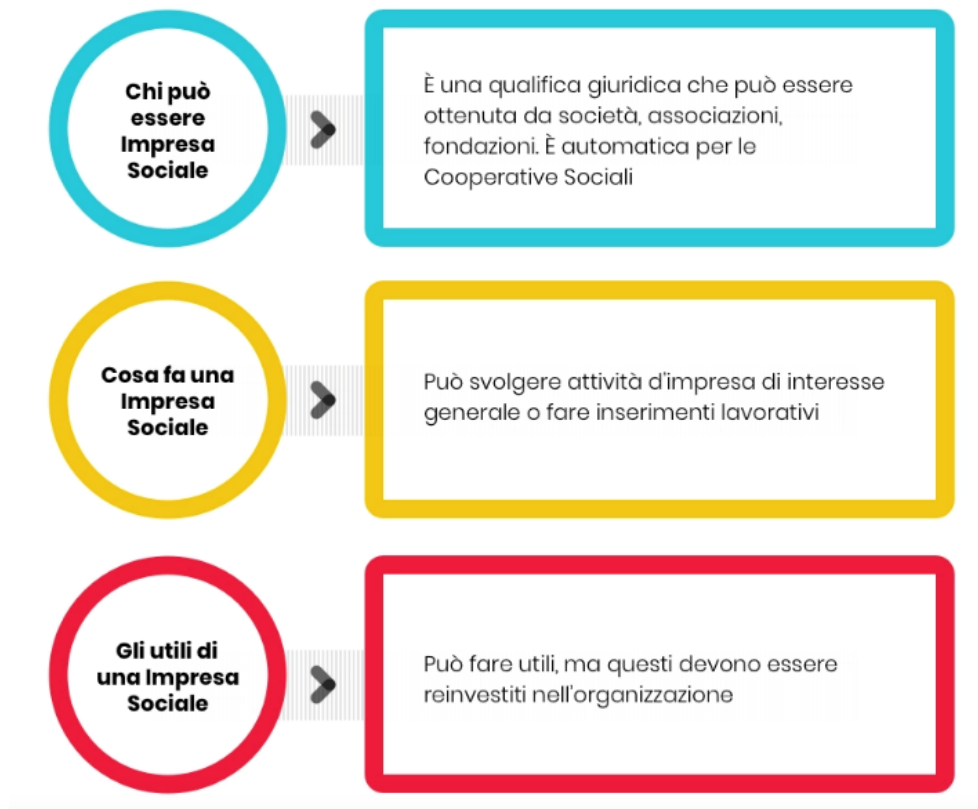 Chi può
essere
Impresa
Sociale
È una qualifica giuridica che può essere
ottenuta da società, associazioni,
fondazioni. È automatica per le
Cooperative Sociali
Cosa fa una
Impresa
Sociale
Può svolgere attività d'impresa di interesse
generale o fare inserimenti lavorativi
Gli utili di
una Impresa
Sociale
Può fare utili, ma questi devono essere
reinvestiti nell'organizzazione